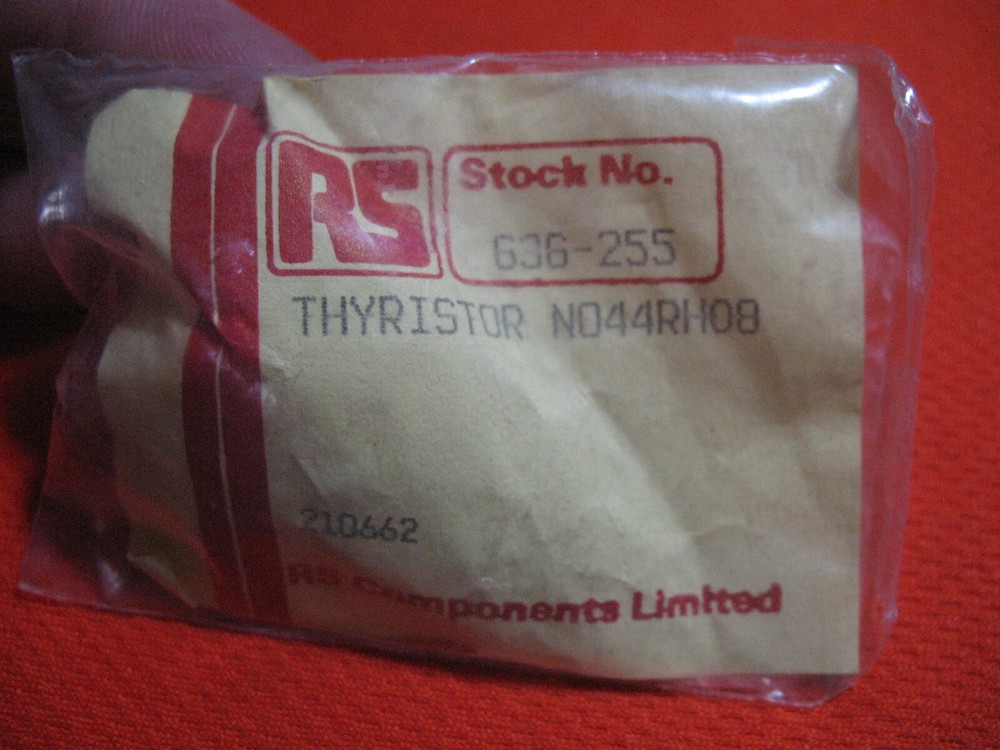 RS
Stock No.
636-255
THYRISTOR N044RH08
210662
RS Components Limited